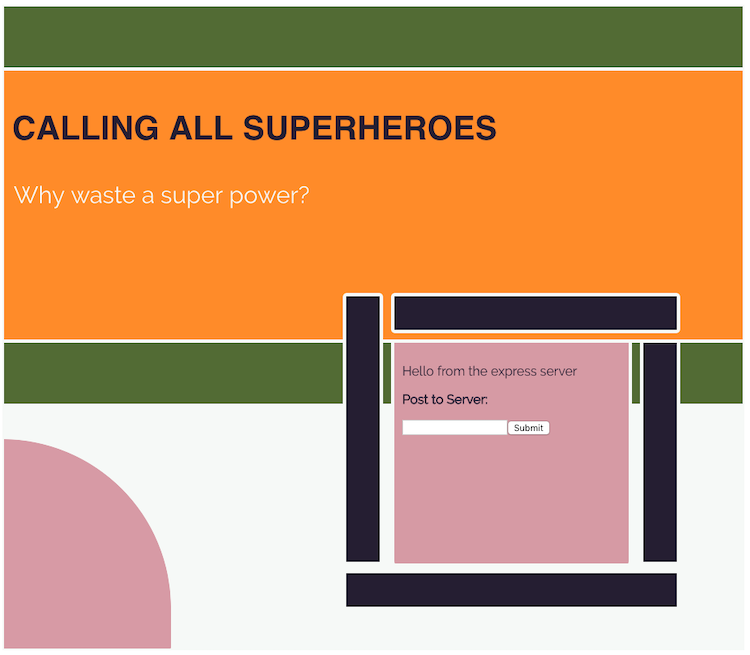 CALLING ALL SUPERHEROES
Why waste a super power?
Hello from the express server
Post to Server:
Submit